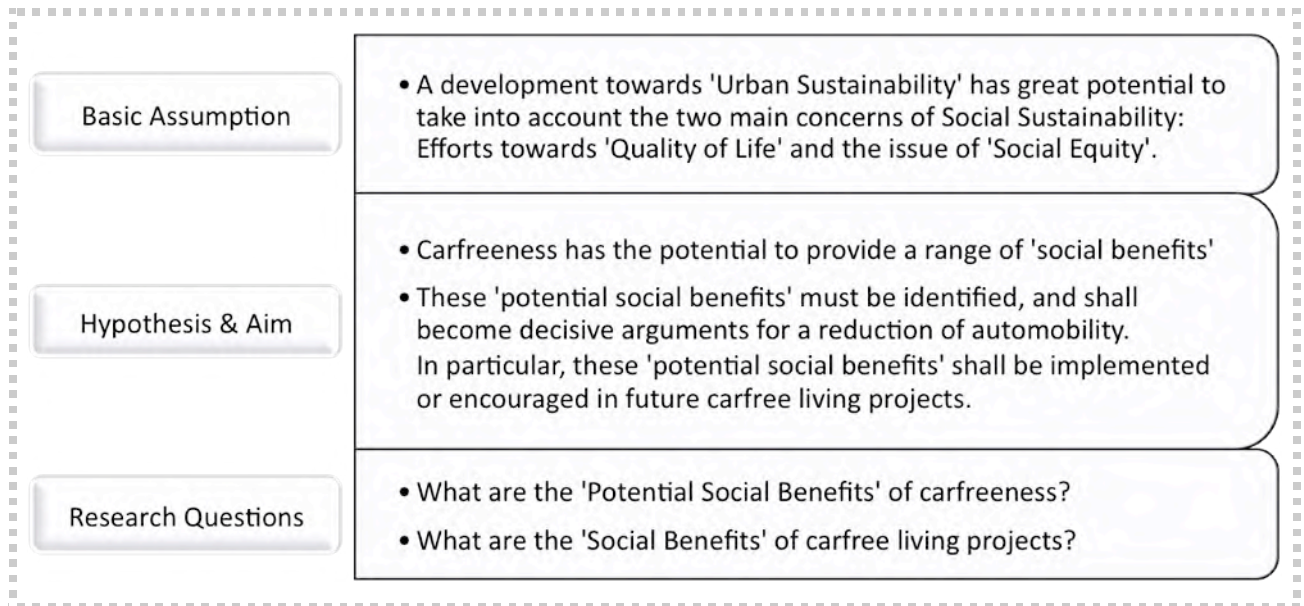 Basic Assumption
• A development towards 'Urban Sustainability' has great potential to
take into account the two main concerns of Social Sustainability:
Efforts towards 'Quality of Life' and the issue of 'Social Equity'.
Hypothesis & Aim
• Carfreeness has the potential to provide a range of 'social benefits'
• These 'potential social benefits' must be identified, and shall
become decisive arguments for a reduction of automobility.
In particular, these 'potential social benefits' shall be implemented
or encouraged in future carfree living projects.
Research Questions
• What are the 'Potential Social Benefits' of carfreeness?
• What are the 'Social Benefits' of carfree living projects?